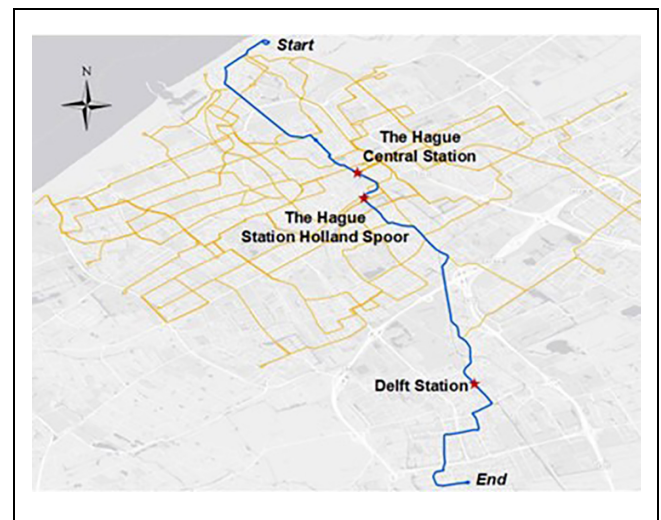 Start
N
The Hague
Central Station
The Hague
Station Holland Spoor
Delft Station
End